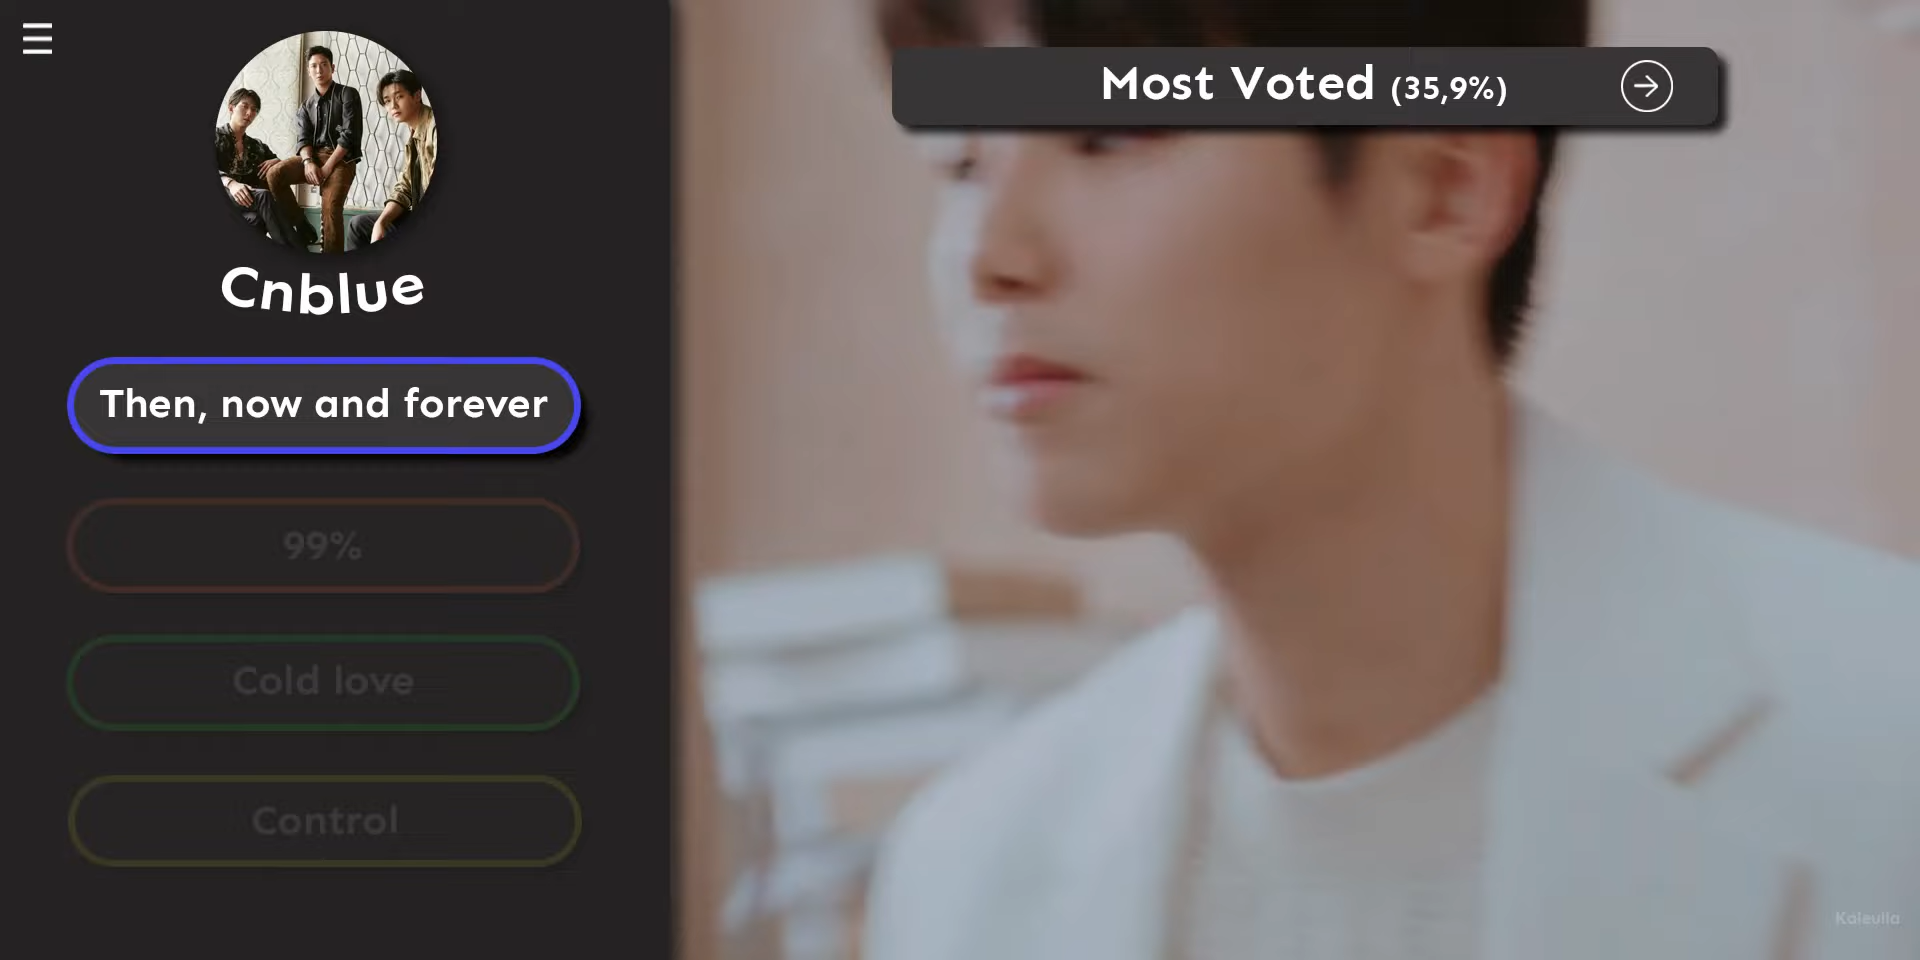 Cnblue
Then, now and forever
99%
Cold love
Control
Most Voted (35,9%)
Kaleulla